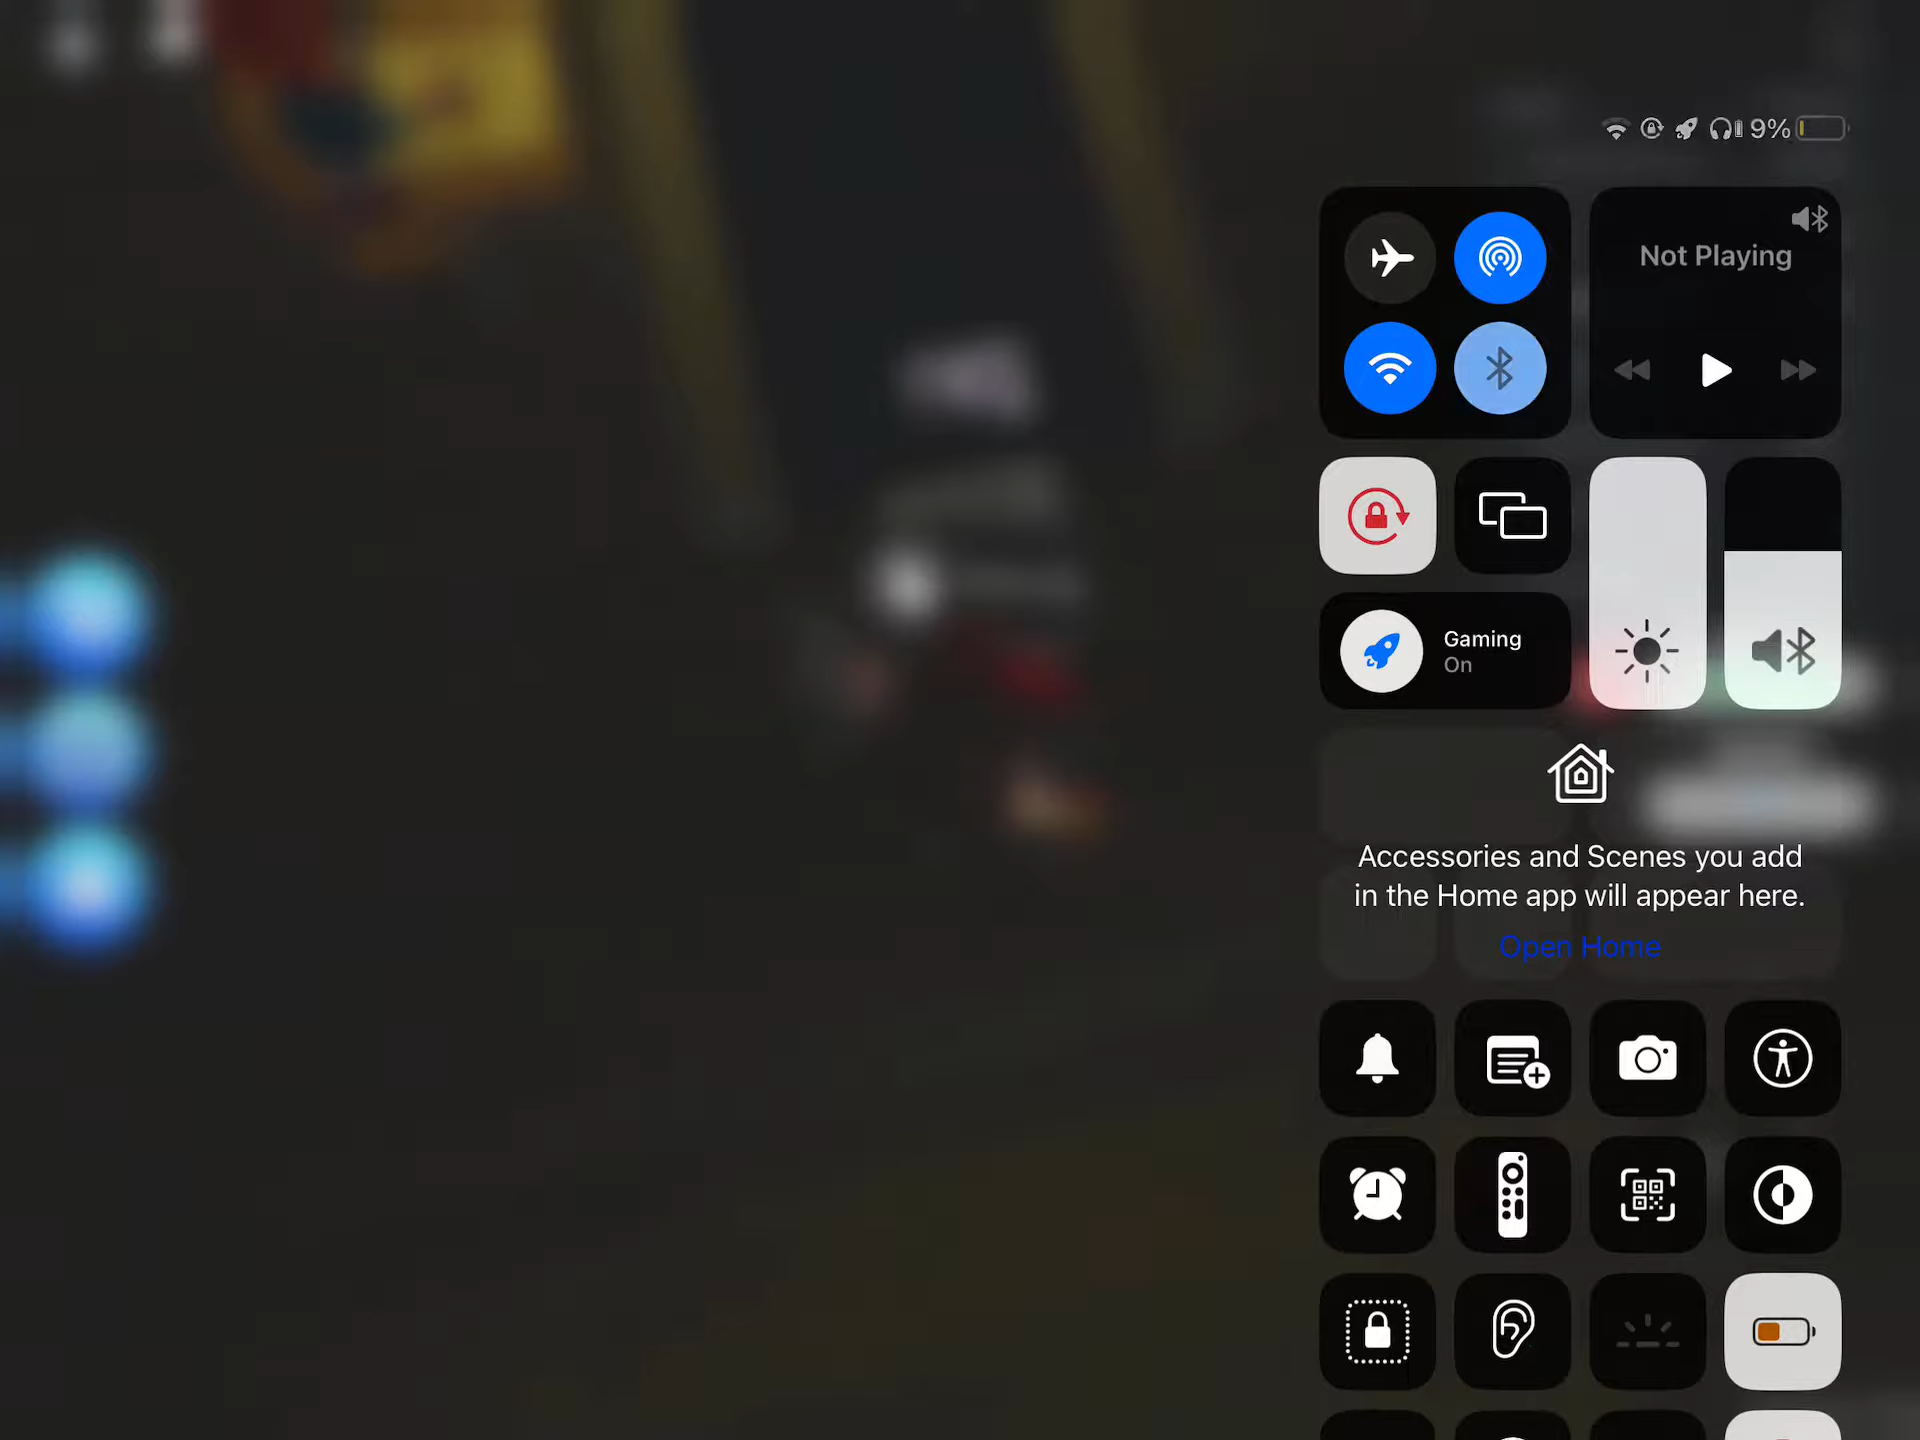 9%
Not Playing
Gaming
On
Accessories and Scenes you add
in the Home app will appear here.
Open Home